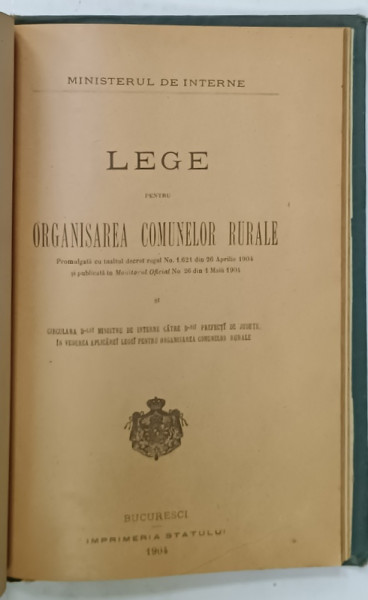 MINISTERUL DE INTERNE
LEGE
PENTRU
ORGANISAREA COMUNELOR RURALE
Promulgată cu înaltul decret regal No. 1.621 din 26 Aprilie 1904
și publicată în Monitorul Oficial No 26 din 1 Maiu 1904
ȘI
CIRCULARA D-lui MINISTRU DE INTERNE CĂTRE D-nii PREFECȚI DE JUDEȚE,
ÎN VEDEREA APLICĂREI LEGII PENTRU ORGANISAREA COMUNELOR RURALE
BUCURESCI
IMPRIMERIA STATULUI
1904